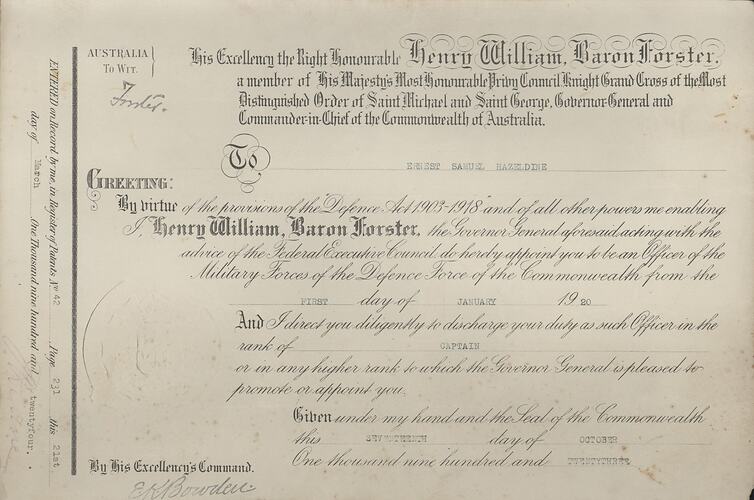 AUSTRALIA
To Wit.
Forster.
His Excellency the Right Honourable Henry William, Baron Forster,
a member of His Majesty's Most Honourable Privy Council, Knight Grand Cross of the Most
Distinguished Order of Saint Michael and Saint George, Governor-General and
Commander-in-Chief of the Commonwealth of Australia.
To ERNEST SAMUEL HAZELDINE
GREETING:
By virtue of the provisions of the Defence Act 1903-1918 and of all other powers me enabling
I, Henry William, Baron Forster, the Governor General aforesaid, acting with the
advice of the Federal Executive Council, do hereby appoint you to be an Officer of the
Military Forces of the Defence Force of the Commonwealth from the
FIRST day of JANUARY 1920
And I direct you diligently to discharge your duty as such Officer in the
rank of CAPTAIN
or in any higher rank to which the Governor General is pleased to
promote or appoint you.
Given under my hand and the Seal of the Commonwealth
this SEVENTEENTH day of OCTOBER
One thousand nine hundred and TWENTYTHREE
By His Excellency's Command.
E K Bowden
ENTERED on Record by me, in Register of Patents No 42 Page 231 this 21st
day of March One Thousand nine hundred and twentyfour.